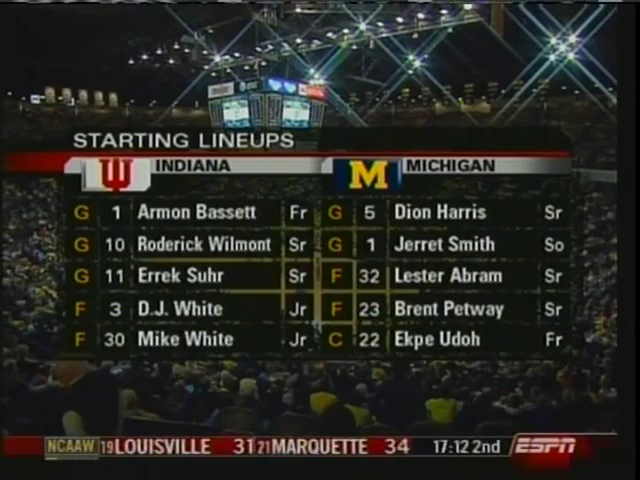 STARTING LINEUPS
INDIANA
G 1 Armon Bassett Fr
G 10 Roderick Wilmont Sr
G 11 Errek Suhr Sr
F 3 D.J. White Jr
F 30 Mike White Jr
M MICHIGAN
G 5 Dion Harris Sr
G 1 Jerret Smith So
F 32 Lester Abram Sr
F 23 Brent Petway Sr
C 22 Ekpe Udoh Fr
NCAAW 19 LOUISVILLE 31 21 MARQUETTE 34 17:12 2nd ESPN